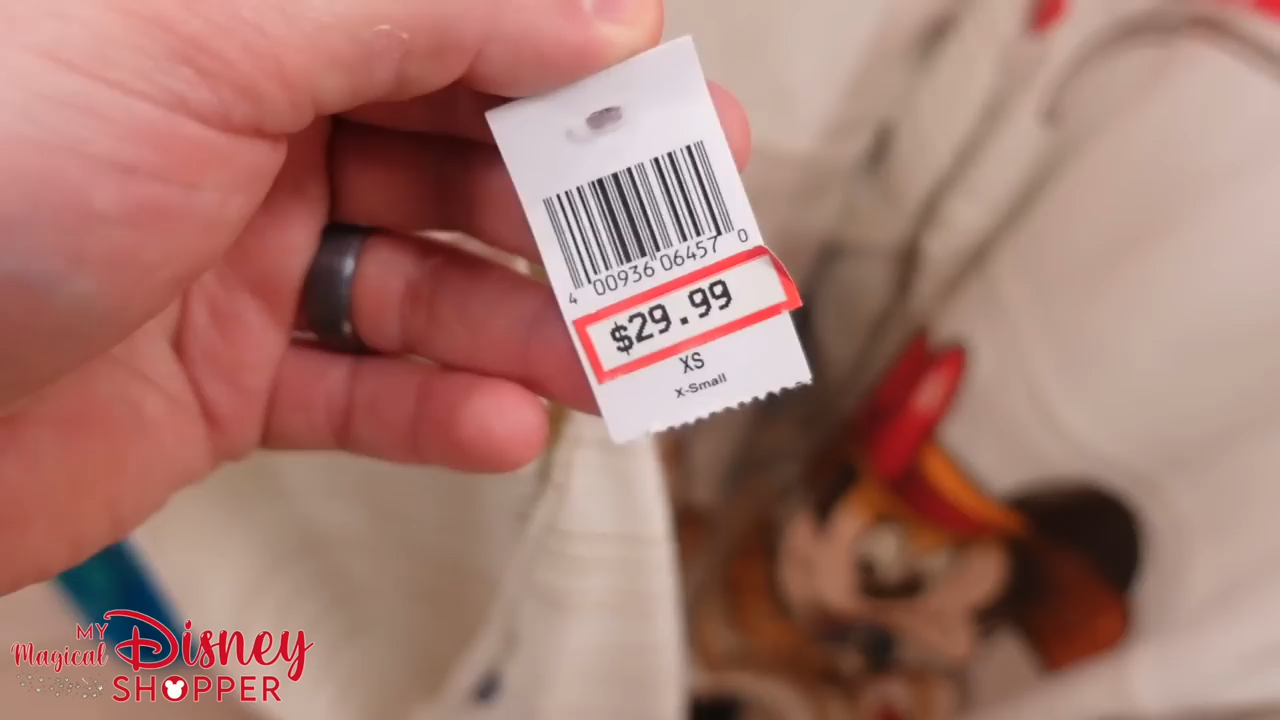 4 00936 06457 0
$29.99
XS
X-Small
MY
Magical Disney
SHOPPER